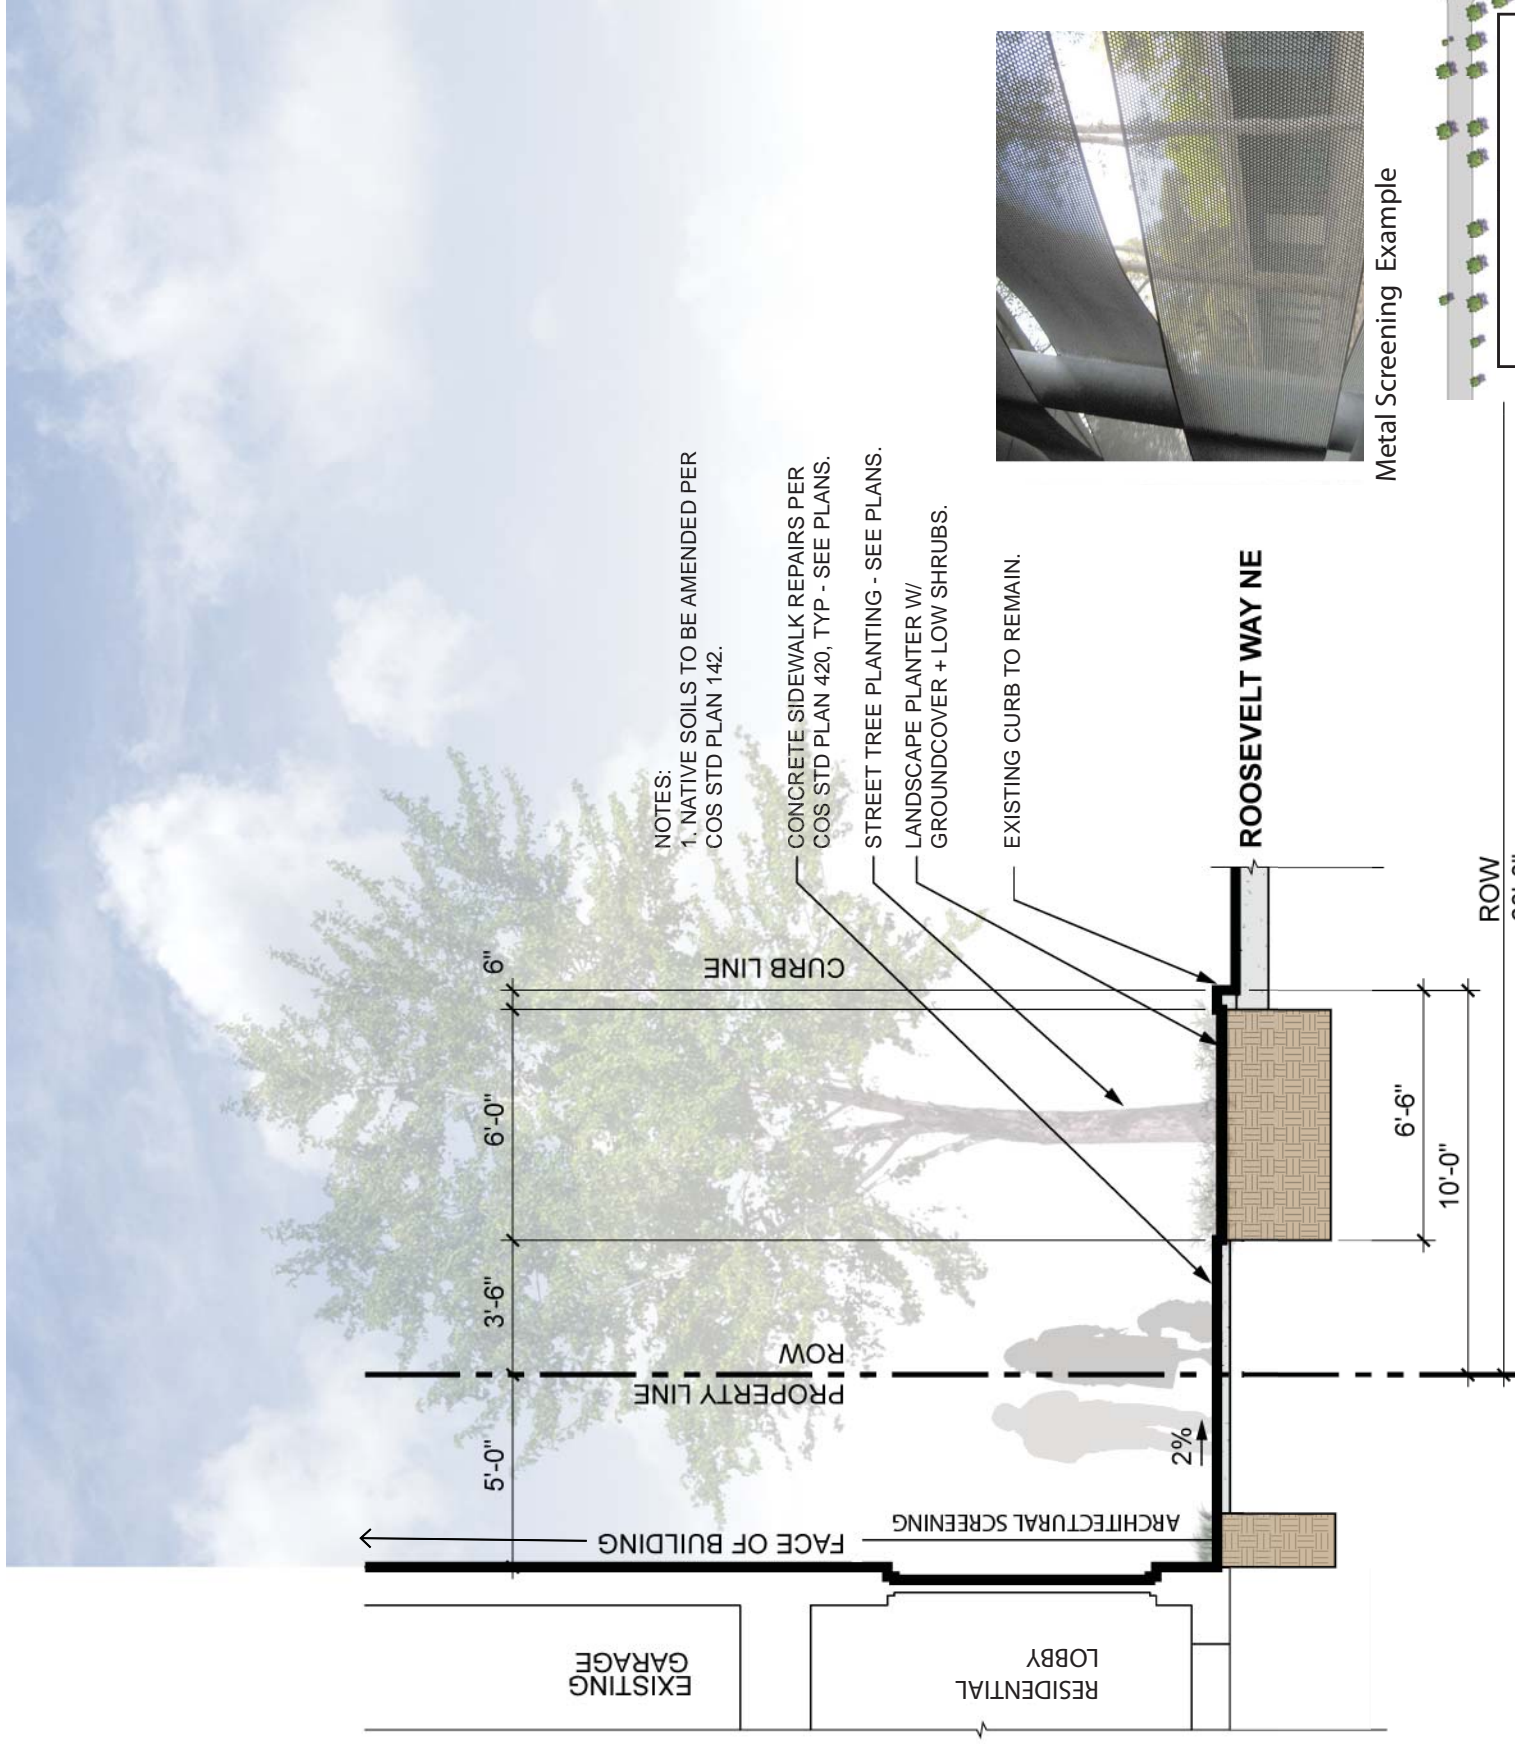 NOTES:
1. NATIVE SOILS TO BE AMENDED PER
COS STD PLAN 142.
CONCRETE SIDEWALK REPAIRS PER
COS STD PLAN 420, TYP - SEE PLANS.
STREET TREE PLANTING - SEE PLANS.
LANDSCAPE PLANTER W/
GROUNDCOVER + LOW SHRUBS.
EXISTING CURB TO REMAIN.
ROOSEVELT WAY NE
Metal Screening Example
5'-0"
3'-6"
6'-0"
6"
FACE OF BUILDING
ARCHITECTURAL SCREENING
PROPERTY LINE
ROW
CURB LINE
EXISTING
GARAGE
RESIDENTIAL
LOBBY
2%
6'-6"
10'-0"
ROW